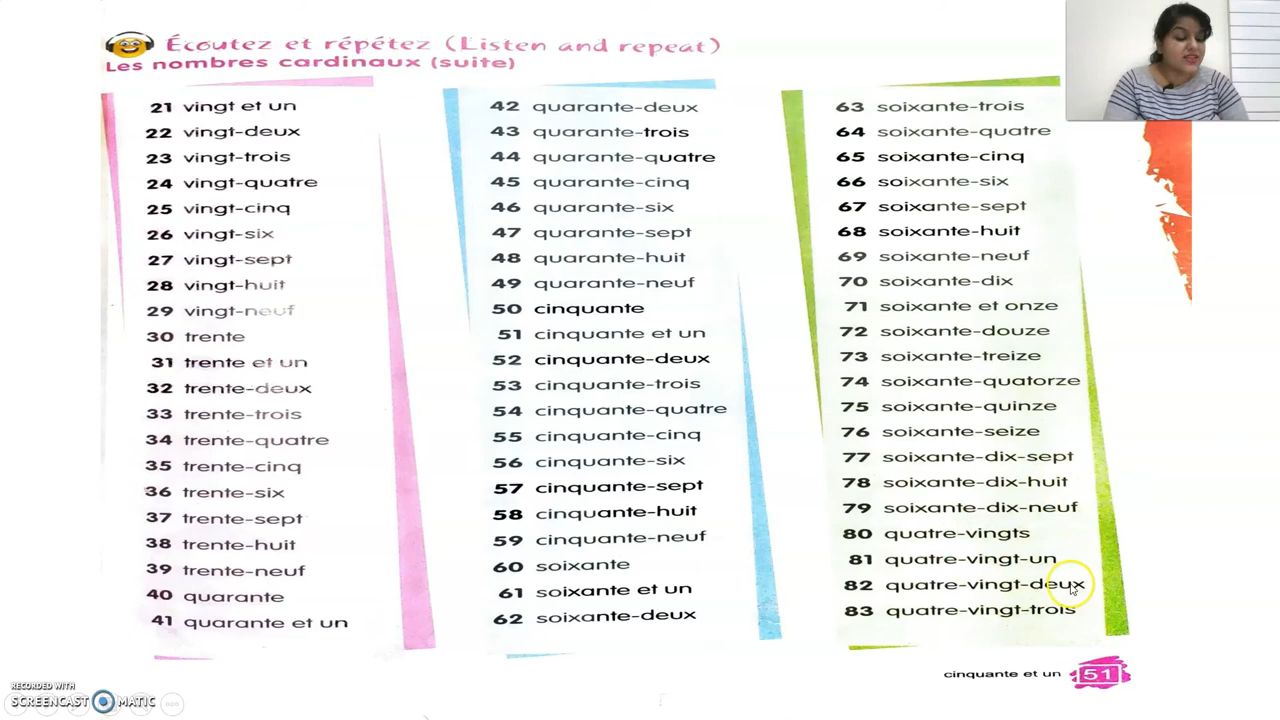 Écoutez et répétez (Listen and repeat)
Les nombres cardinaux (suite)
21 vingt et un
22 vingt-deux
23 vingt-trois
24 vingt-quatre
25 vingt-cinq
26 vingt-six
27 vingt-sept
28 vingt-huit
29 vingt-neuf
30 trente
31 trente et un
32 trente-deux
33 trente-trois
34 trente-quatre
35 trente-cinq
36 trente-six
37 trente-sept
38 trente-huit
39 trente-neuf
40 quarante
41 quarante et un
42 quarante-deux
43 quarante-trois
44 quarante-quatre
45 quarante-cinq
46 quarante-six
47 quarante-sept
48 quarante-huit
49 quarante-neuf
50 cinquante
51 cinquante et un
52 cinquante-deux
53 cinquante-trois
54 cinquante-quatre
55 cinquante-cinq
56 cinquante-six
57 cinquante-sept
58 cinquante-huit
59 cinquante-neuf
60 soixante
61 soixante et un
62 soixante-deux
63 soixante-trois
64 soixante-quatre
65 soixante-cinq
66 soixante-six
67 soixante-sept
68 soixante-huit
69 soixante-neuf
70 soixante-dix
71 soixante et onze
72 soixante-douze
73 soixante-treize
74 soixante-quatorze
75 soixante-quinze
76 soixante-seize
77 soixante-dix-sept
78 soixante-dix-huit
79 soixante-dix-neuf
80 quatre-vingts
81 quatre-vingt-un
82 quatre-vingt-deux
83 quatre-vingt-trois
cinquante et un 51
RECORDED WITH
SCREENCAST MATIC